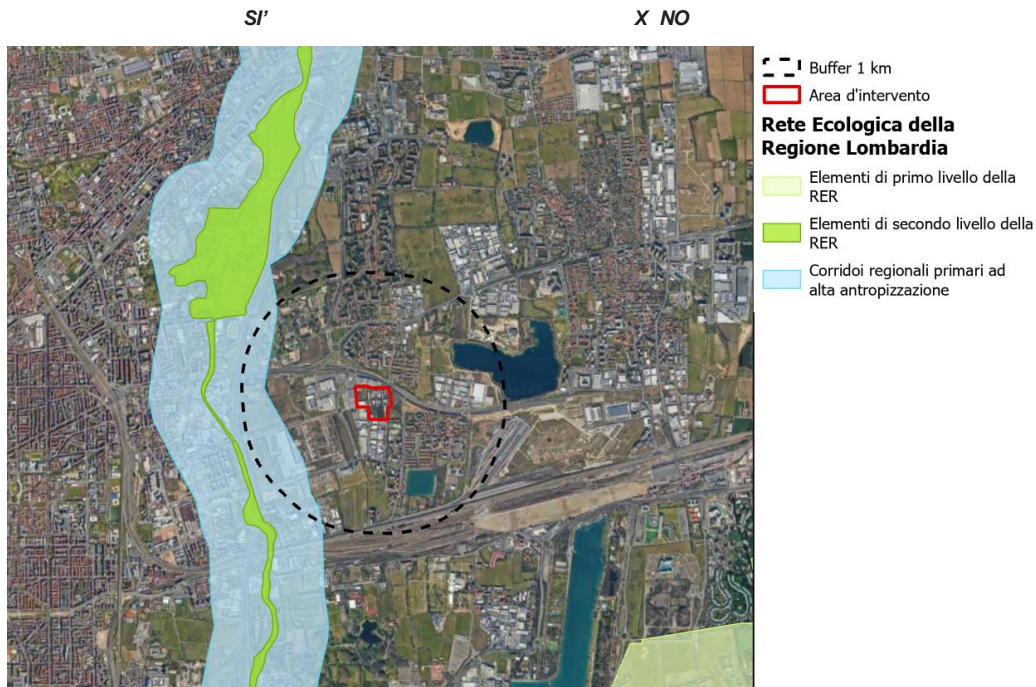 SI’ X NO
Buffer 1 km
Area d'intervento
Rete Ecologica della
Regione Lombardia
Elementi di primo livello della
RER
Elementi di secondo livello della
RER
Corridoi regionali primari ad
alta antropizzazione